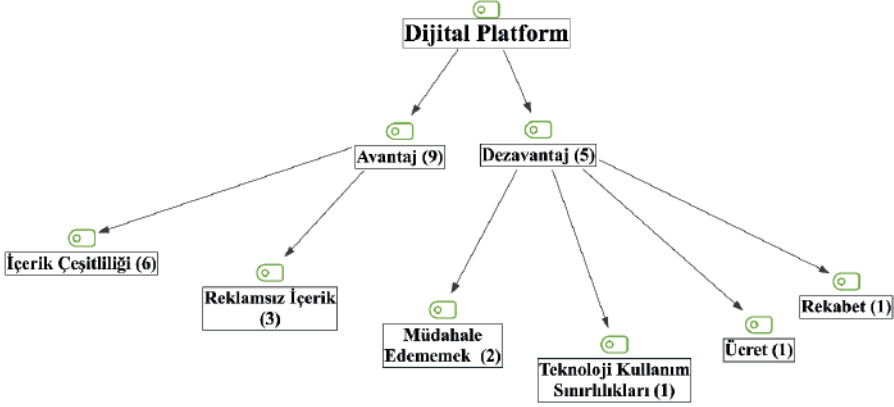 Dijital Platform
Avantaj (9)
Dezavantaj (5)
İçerik Çeşitliliği (6)
Reklamsız İçerik
(3)
Müdahale
Edememek (2)
Teknoloji Kullanım
Sınırlılıkları (1)
Ücret (1)
Rekabet (1)